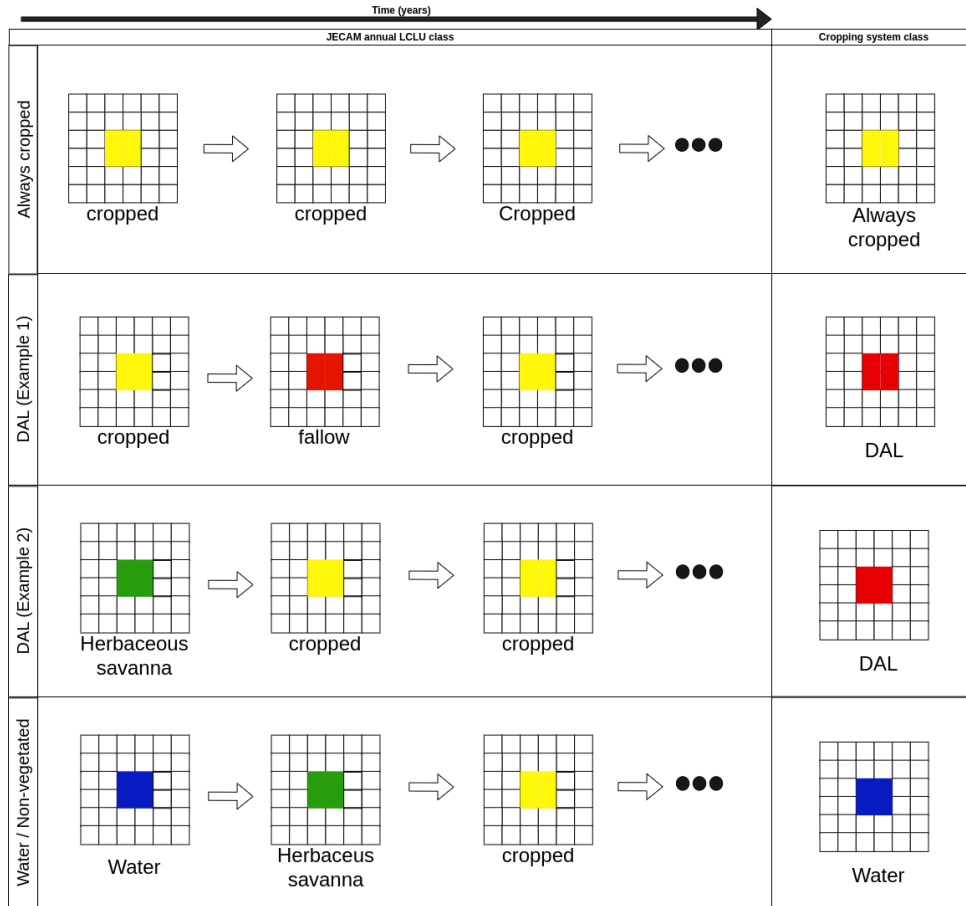 Time (years)
JECAM annual LCLU class
Cropping system class
Always cropped
cropped
cropped
Cropped
Always
cropped
DAL (Example 1)
cropped
fallow
cropped
DAL
DAL (Example 2)
Herbaceous
savanna
cropped
cropped
DAL
Water / Non-vegetated
Water
Herbaceus
savanna
cropped
Water